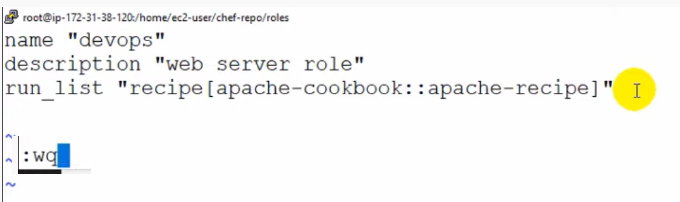 root@ip-172-31-38-120:/home/ec2-user/chef-repo/roles
name "devops"
description "web server role"
run_list "recipe[apache-cookbook::apache-recipe]"
~
~
:wq
~